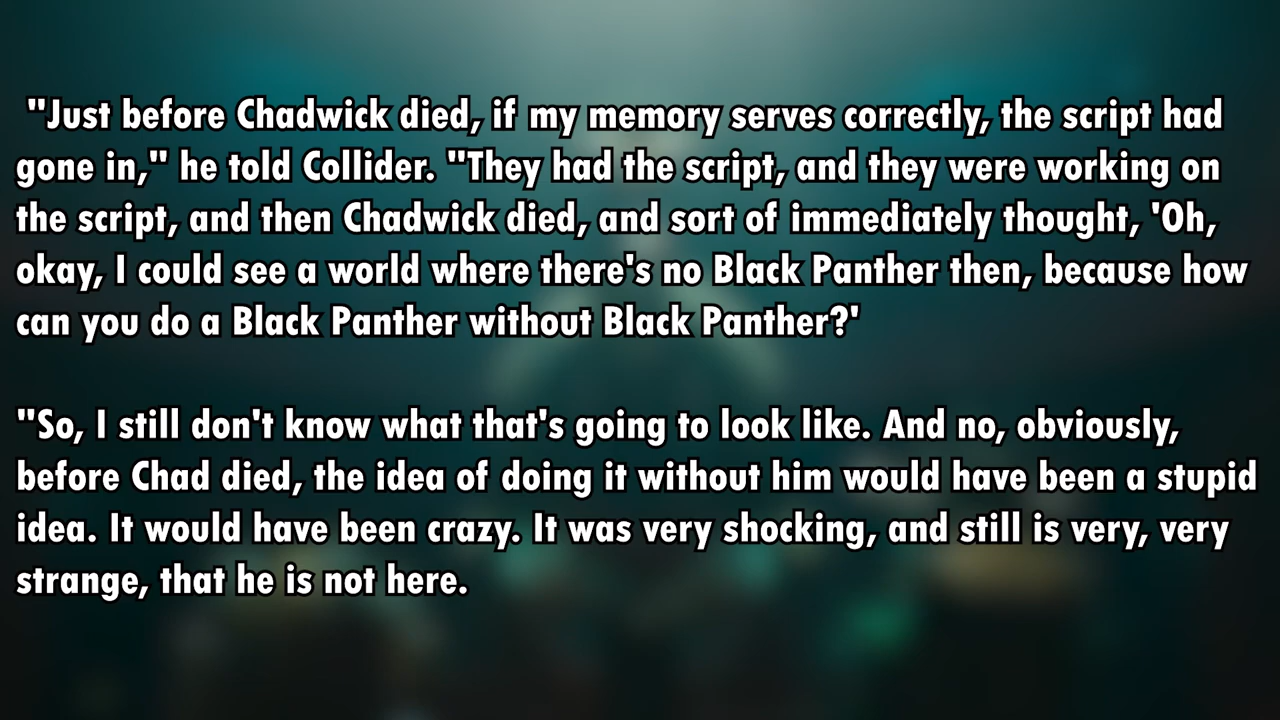 "Just before Chadwick died, if my memory serves correctly, the script had
gone in," he told Collider. "They had the script, and they were working on
the script, and then Chadwick died, and sort of immediately thought, 'Oh,
okay, I could see a world where there's no Black Panther then, because how
can you do a Black Panther without Black Panther?'
"So, I still don't know what that's going to look like. And no, obviously,
before Chad died, the idea of doing it without him would have been a stupid
idea. It would have been crazy. It was very shocking, and still is very, very
strange, that he is not here.